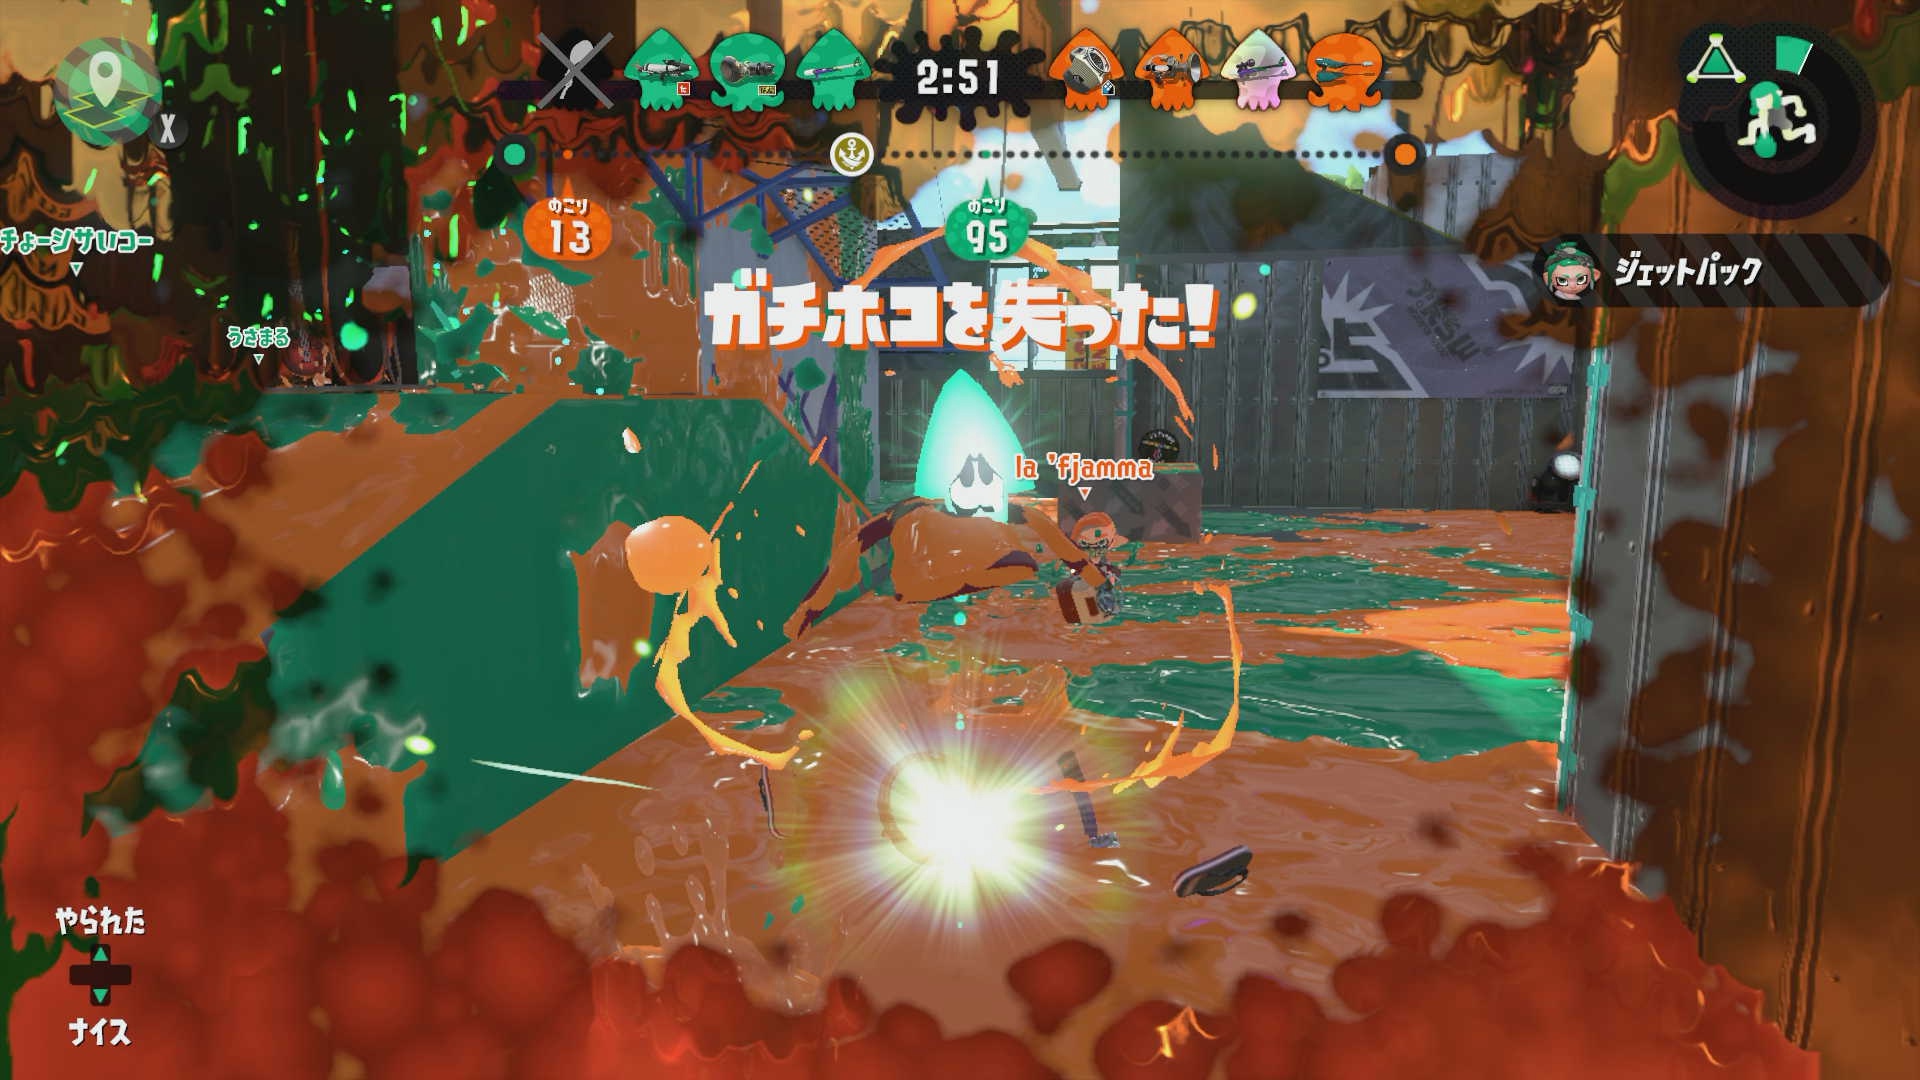 2:51
X
のこり
13
のこり
95
チョーシサいコー
うさまる
ガチホコを失った!
ジェットパック
la 'fjamma
やられた
ナイス